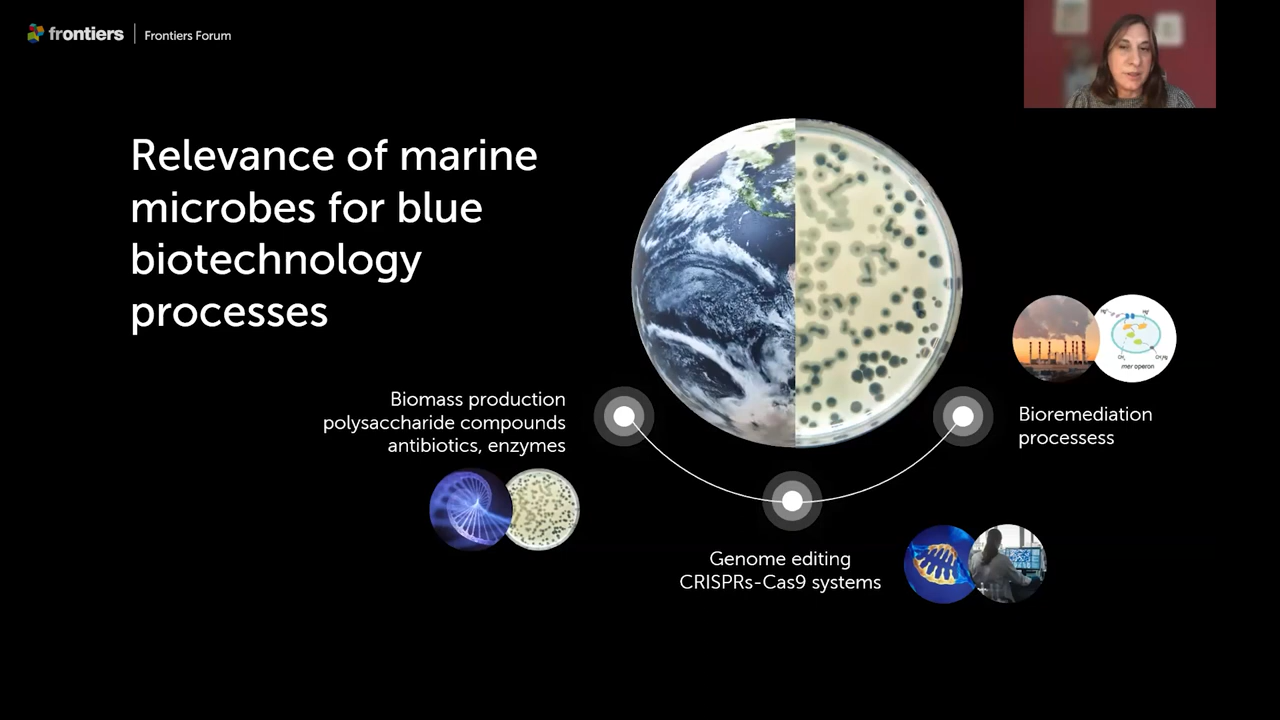 frontiers
Frontiers Forum
Relevance of marine
microbes for blue
biotechnology
processes
Biomass production
polysaccharide compounds
antibiotics, enzymes
Genome editing
CRISPRs-Cas9 systems
mer operon
Bioremediation
processess